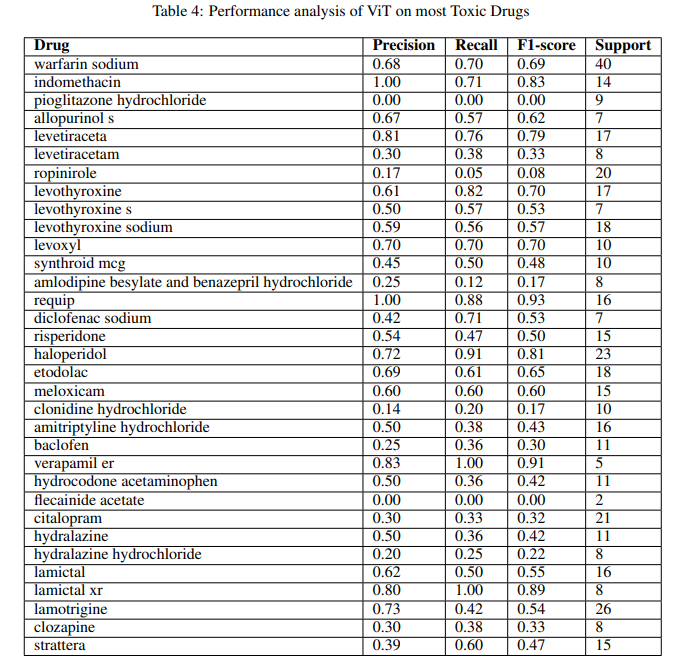 Table 4: Performance analysis of ViT on most Toxic Drugs
Drug Precision Recall F1-score Support
warfarin sodium 0.68 0.70 0.69 40
indomethacin 1.00 0.71 0.83 14
pioglitazone hydrochloride 0.00 0.00 0.00 9
allopurinol s 0.67 0.57 0.62 7
levetiraceta 0.81 0.76 0.79 17
levetiracetam 0.30 0.38 0.33 8
ropinirole 0.17 0.05 0.08 20
levothyroxine 0.61 0.82 0.70 17
levothyroxine s 0.50 0.57 0.53 7
levothyroxine sodium 0.59 0.56 0.57 18
levoxyl 0.70 0.70 0.70 10
synthroid mcg 0.45 0.50 0.48 10
amlodipine besylate and benazepril hydrochloride 0.25 0.12 0.17 8
requip 1.00 0.88 0.93 16
diclofenac sodium 0.42 0.71 0.53 7
risperidone 0.54 0.47 0.50 15
haloperidol 0.72 0.91 0.81 23
etodolac 0.69 0.61 0.65 18
meloxicam 0.60 0.60 0.60 15
clonidine hydrochloride 0.14 0.20 0.17 10
amitriptyline hydrochloride 0.50 0.38 0.43 16
baclofen 0.25 0.36 0.30 11
verapamil er 0.83 1.00 0.91 5
hydrocodone acetaminophen 0.50 0.36 0.42 11
flecainide acetate 0.00 0.00 0.00 2
citalopram 0.30 0.33 0.32 21
hydralazine 0.50 0.36 0.42 11
hydralazine hydrochloride 0.20 0.25 0.22 8
lamictal 0.62 0.50 0.55 16
lamictal xr 0.80 1.00 0.89 8
lamotrigine 0.73 0.42 0.54 26
clozapine 0.30 0.38 0.33 8
strattera 0.39 0.60 0.47 15